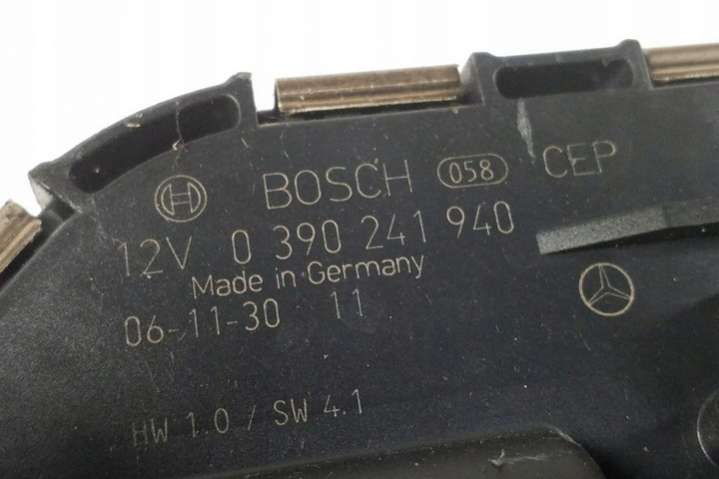 BOSCH 058 CEP
12V 0 390 241 940
Made in Germany
06-11-30 11
HW 1.0 / SW 4.1